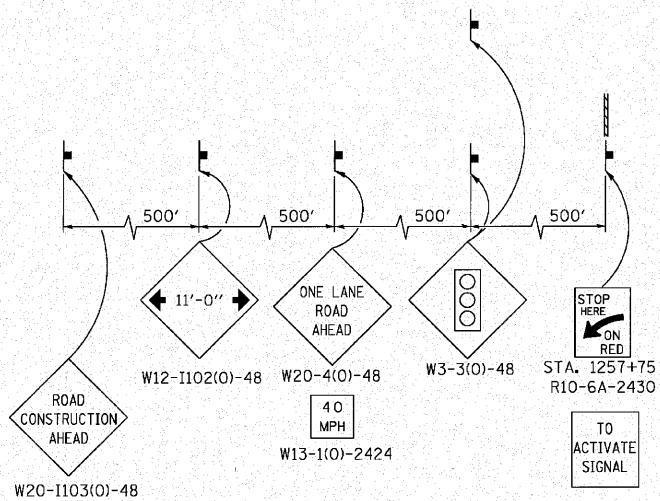 500' 500' 500' 500'
11'-0"
W12-I102(0)-48
ONE LANE
ROAD
AHEAD
W20-4(0)-48
40
MPH
W13-1(0)-2424
W3-3(0)-48
STOP
HERE
ON
RED
STA. 1257+75
R10-6A-2430
ROAD
CONSTRUCTION
AHEAD
W20-I103(0)-48
TO
ACTIVATE
SIGNAL